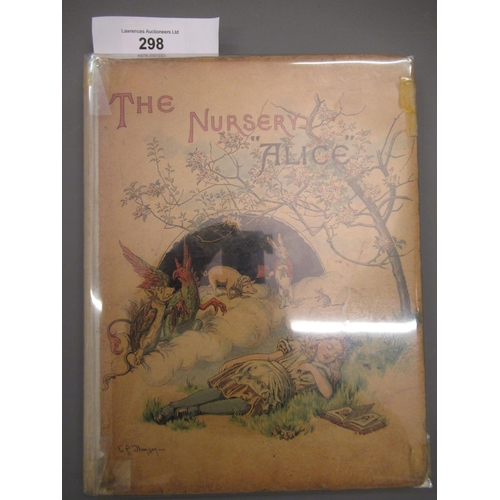 Lawrences Auctioneers Ltd
298
THE
NURSERY
"ALICE"